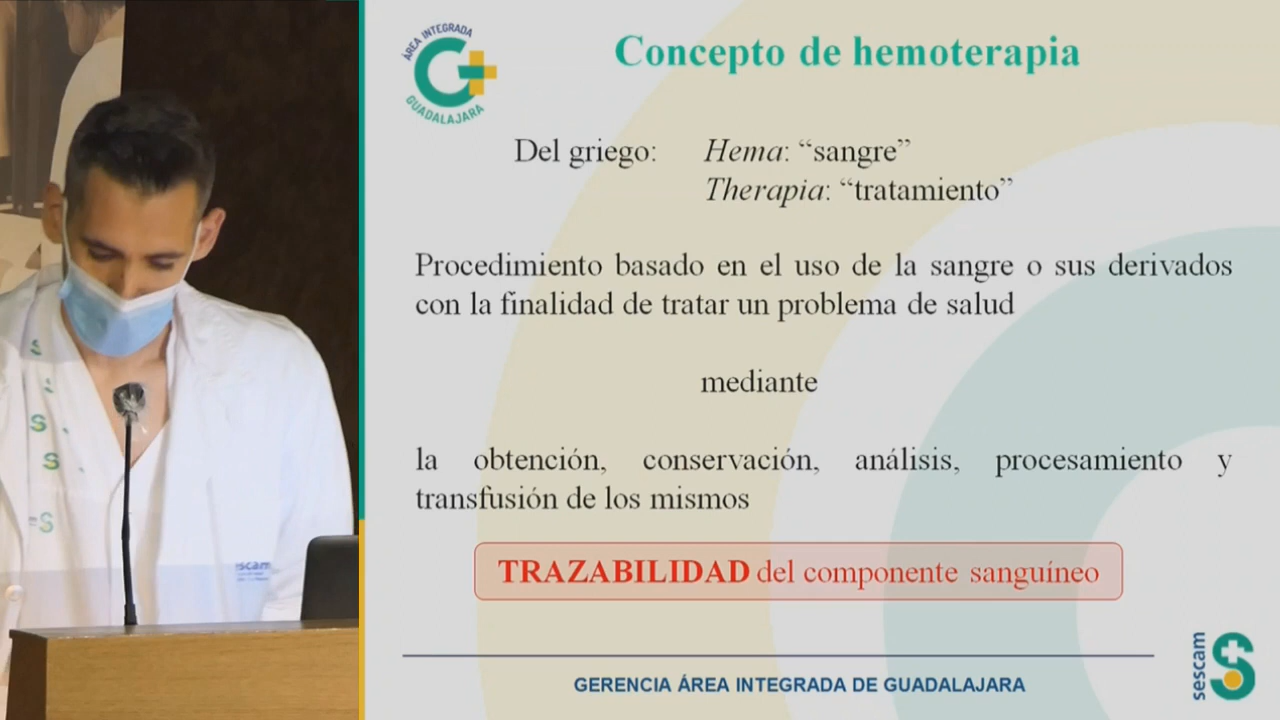 ÁREA INTEGRADA
GUADALAJARA
Concepto de hemoterapia
Del griego: Hema: “sangre”
Therapia: “tratamiento”
Procedimiento basado en el uso de la sangre o sus derivados
con la finalidad de tratar un problema de salud
mediante
la obtención, conservación, análisis, procesamiento y
transfusión de los mismos
TRAZABILIDAD del componente sanguíneo
GERENCIA ÁREA INTEGRADA DE GUADALAJARA
sescam